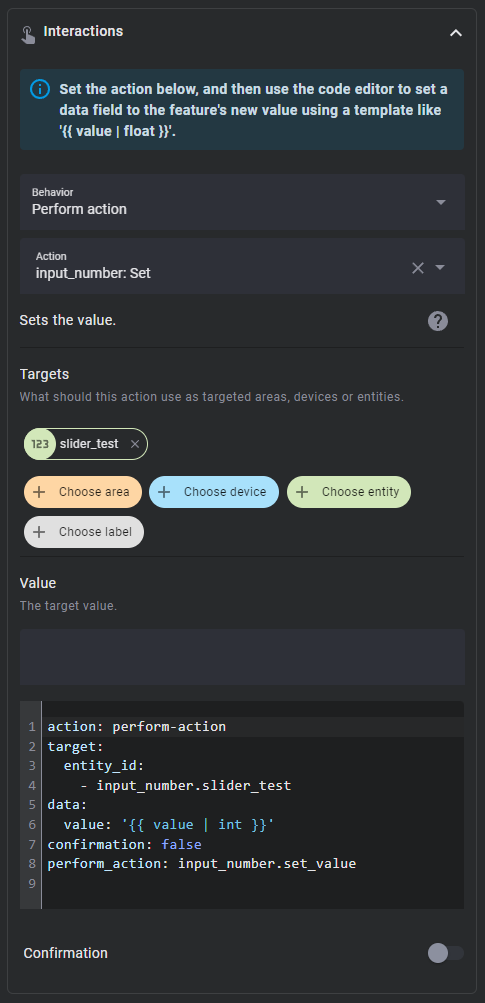 Interactions
Set the action below, and then use the code editor to set a
data field to the feature's new value using a template like
'{{ value | float }}'.
Behavior
Perform action
Action
input_number: Set
Sets the value.
Targets
What should this action use as targeted areas, devices or entities.
123 slider_test
Choose area
Choose device
Choose entity
Choose label
Value
The target value.
1 action: perform-action
2 target:
3   entity_id:
4     - input_number.slider_test
5 data:
6   value: '{{ value | int }}'
7 confirmation: false
8 perform_action: input_number.set_value
9
Confirmation